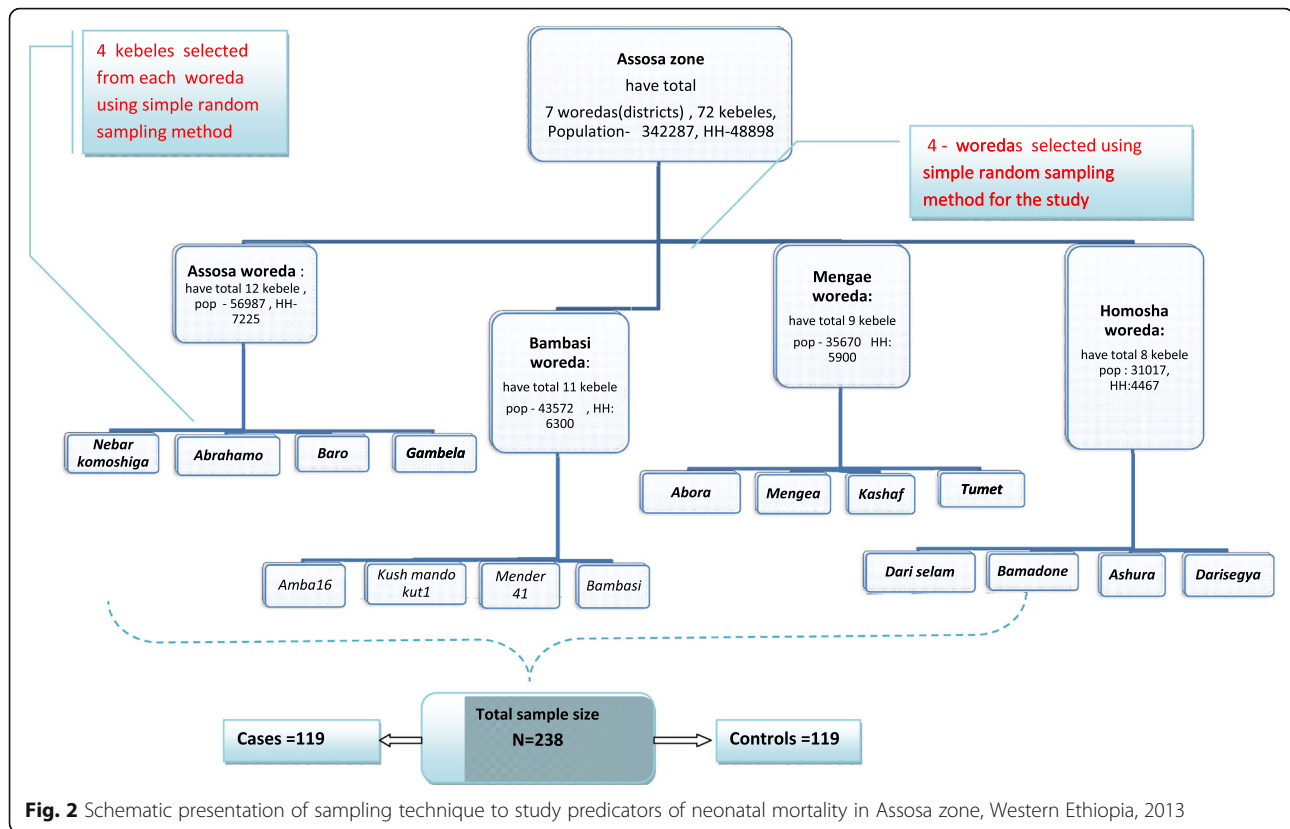 4 kebeles selected
from each woreda
using simple random
sampling method
Assosa zone
have total
7 woredas(districts) , 72 kebeles,
Population- 342287, HH-48898
4 - woredas selected using
simple random sampling
method for the study
Assosa woreda :
have total 12 kebele ,
pop - 56987 , HH-
7225
Bambasi
woreda:
have total 11 kebele
pop - 43572 , HH:
6300
Mengae
woreda:
have total 9 kebele
pop - 35670 HH:
5900
Homosha
woreda:
have total 8 kebele
pop : 31017,
HH:4467
Nebar
komoshiga
Abrahamo
Baro
Gambela
Abora
Mengea
Kashaf
Tumet
Amba16
Kush mando
kut1
Mender
41
Bambasi
Dari selam
Bamadone
Ashura
Darisegya
Total sample size
N=238
Cases =119
Controls =119
Fig. 2 Schematic presentation of sampling technique to study predicators of neonatal mortality in Assosa zone, Western Ethiopia, 2013